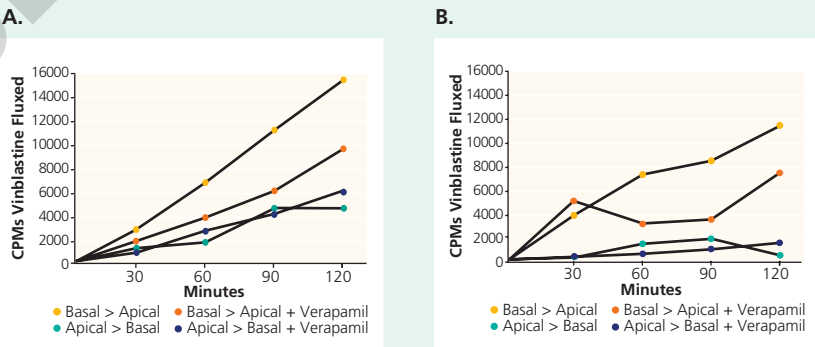 A.
CPMs Vinblastine Fluxed
16000
14000
12000
10000
8000
6000
4000
2000
0
30 60 90 120
Minutes
Basal > Apical Basal > Apical + Verapamil
Apical > Basal Apical > Basal + Verapamil
B.
CPMs Vinblastine Fluxed
16000
14000
12000
10000
8000
6000
4000
2000
0
30 60 90 120
Minutes
Basal > Apical Basal > Apical + Verapamil
Apical > Basal Apical > Basal + Verapamil